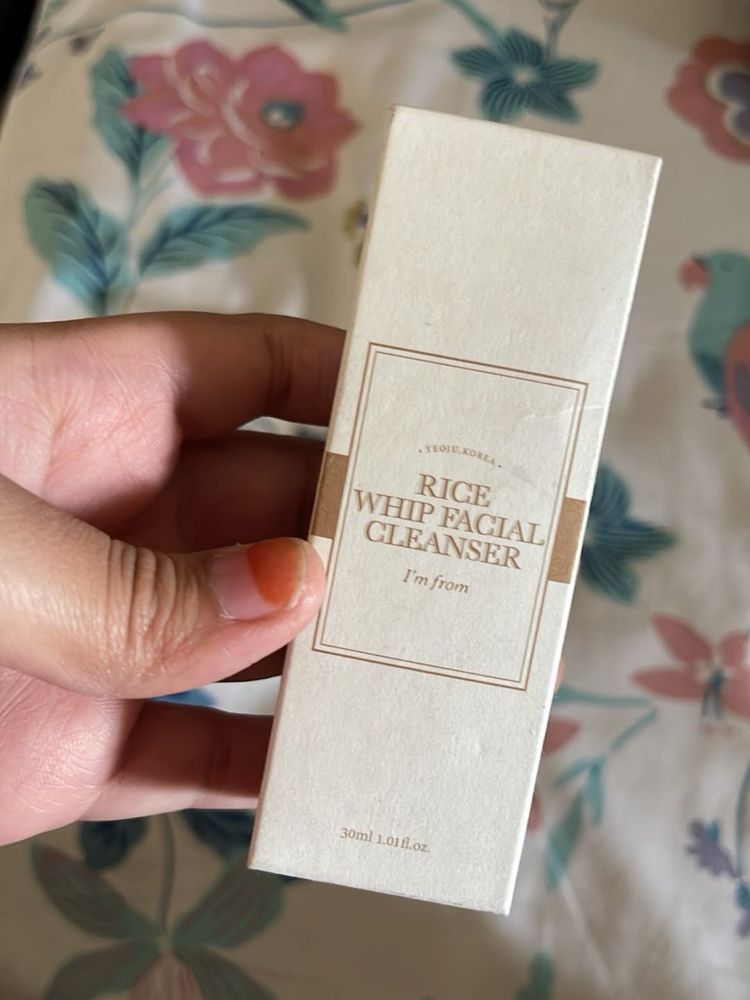 · YEOJU, KOREA ·
RICE
WHIP FACIAL
CLEANSER
I'm from
30ml 1.01fl.oz.